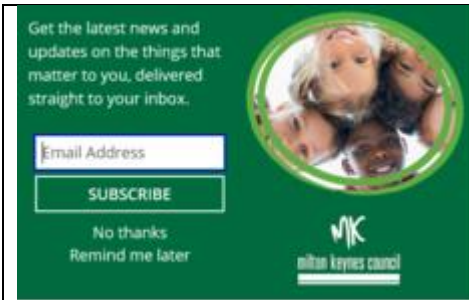 Get the latest news and
updates on the things that
matter to you, delivered
straight to your inbox.
Email Address
SUBSCRIBE
No thanks
Remind me later
MK
milton keynes council